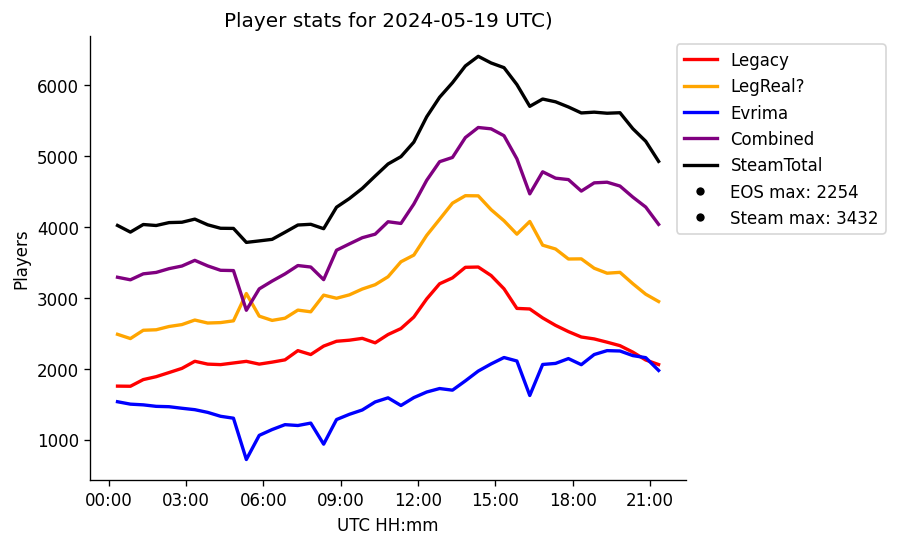 Player stats for 2024-05-19 UTC)
Legacy
LegReal?
Evrima
Combined
SteamTotal
EOS max: 2254
Steam max: 3432
Players
6000
5000
4000
3000
2000
1000
00:00 03:00 06:00 09:00 12:00 15:00 18:00 21:00
UTC HH:mm